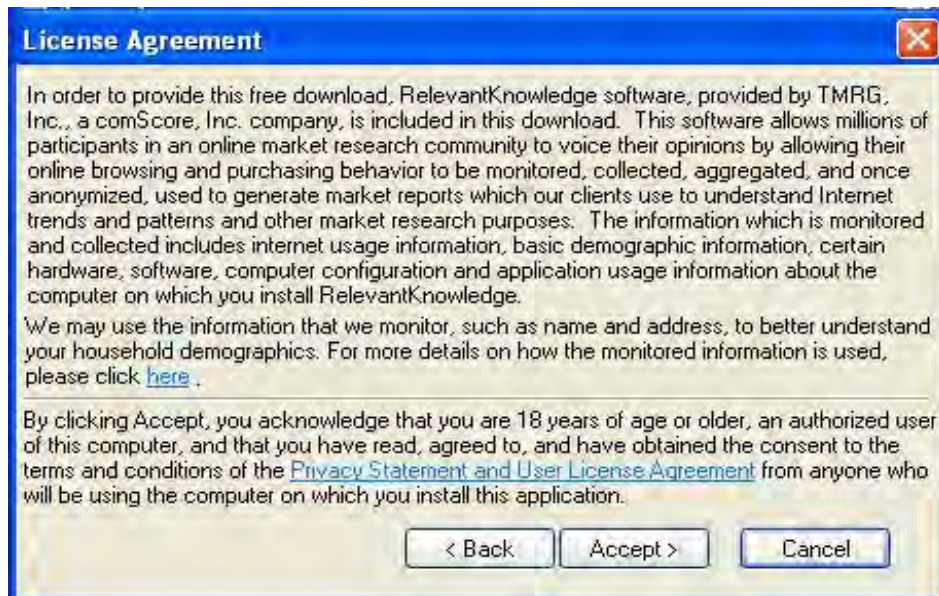 License Agreement
In order to provide this free download, RelevantKnowledge software, provided by TMRG,
Inc., a comScore, Inc. company, is included in this download.  This software allows millions of
participants in an online market research community to voice their opinions by allowing their
online browsing and purchasing behavior to be monitored, collected, aggregated, and once
anonymized, used to generate market reports which our clients use to understand Internet
trends and patterns and other market research purposes.  The information which is monitored
and collected includes internet usage information, basic demographic information, certain
hardware, software, computer configuration and application usage information about the
computer on which you install RelevantKnowledge.
We may use the information that we monitor, such as name and address, to better understand
your household demographics. For more details on how the monitored information is used,
please click here .
By clicking Accept, you acknowledge that you are 18 years of age or older, an authorized user
of this computer, and that you have read, agreed to, and have obtained the consent to the
terms and conditions of the Privacy Statement and User License Agreement from anyone who
will be using the computer on which you install this application.
< Back Accept > Cancel